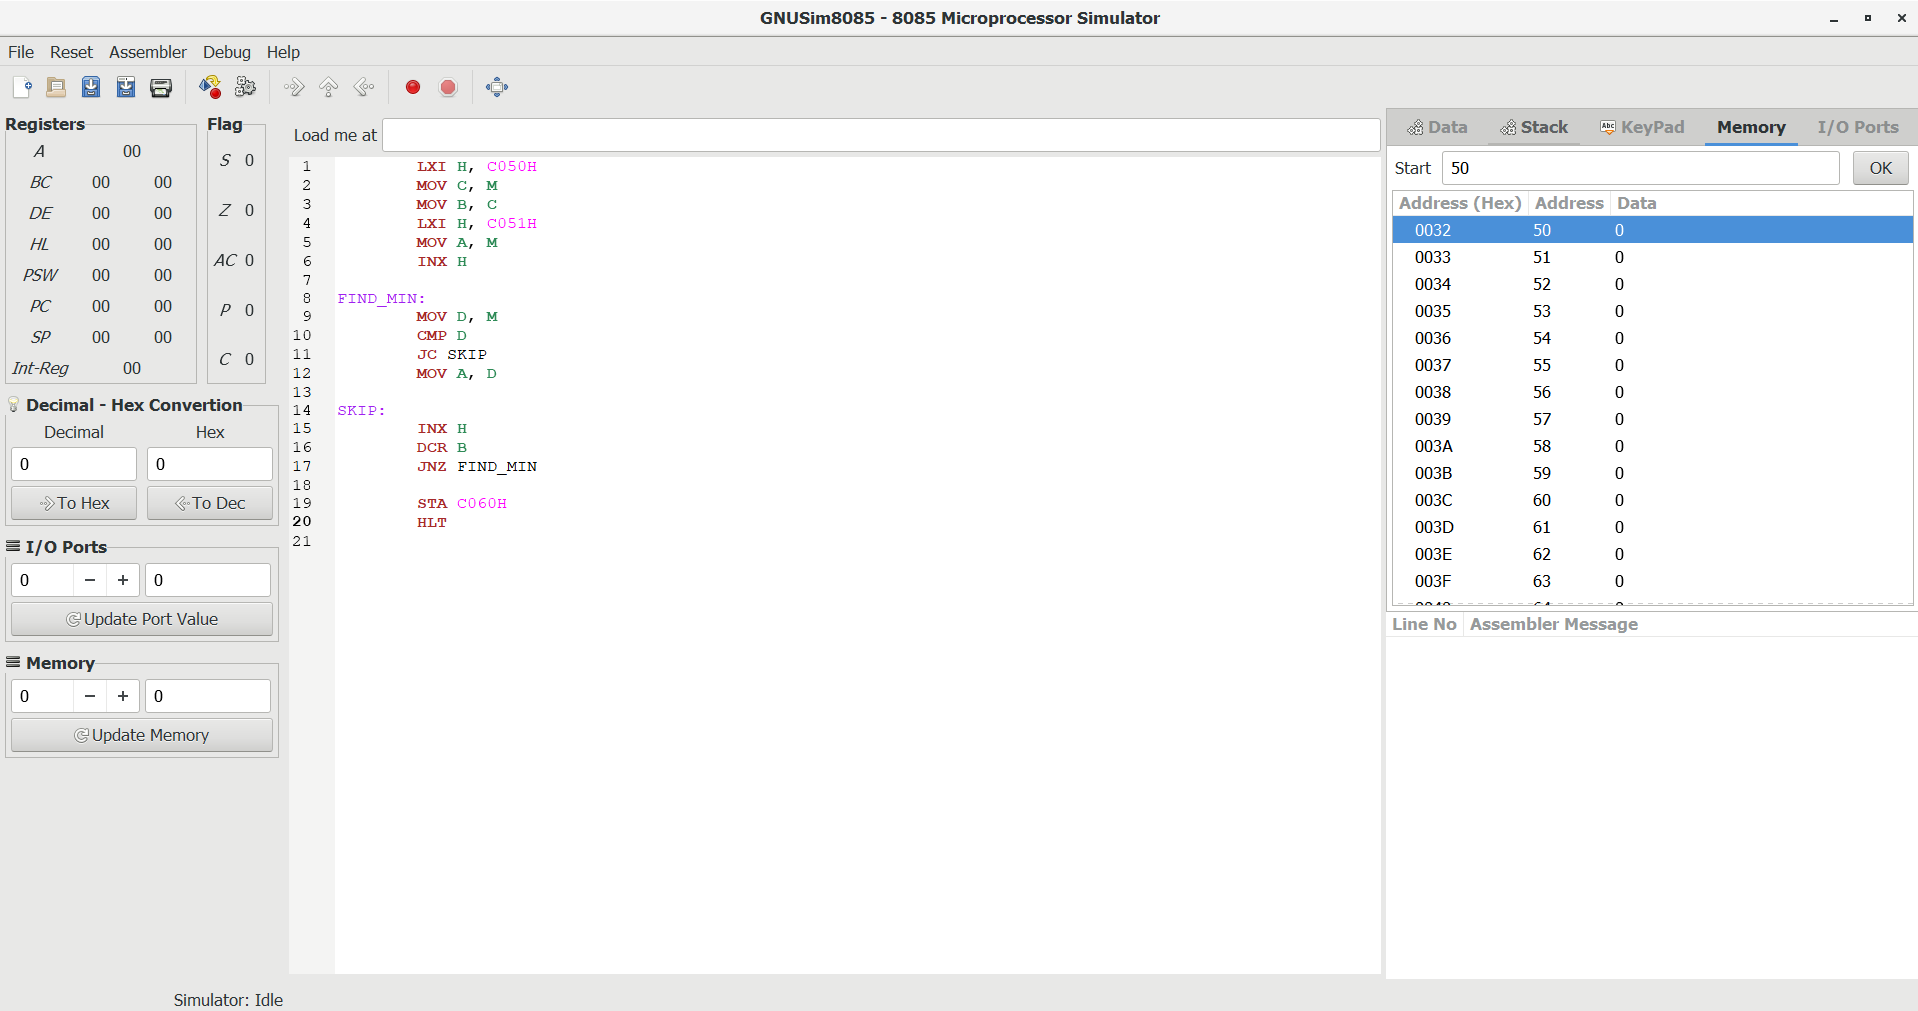 GNUSim8085 - 8085 Microprocessor Simulator
File Reset Assembler Debug Help
Registers
A 00
BC 00 00
DE 00 00
HL 00 00
PSW 00 00
PC 00 00
SP 00 00
Int-Reg 00
Flag
S 0
Z 0
AC 0
P 0
C 0
Decimal - Hex Convertion
Decimal Hex
0 0
To Hex To Dec
I/O Ports
0 − + 0
Update Port Value
Memory
0 − + 0
Update Memory
Load me at
1 LXI H, C050H
2 MOV C, M
3 MOV B, C
4 LXI H, C051H
5 MOV A, M
6 INX H
7
8 FIND_MIN:
9 MOV D, M
10 CMP D
11 JC SKIP
12 MOV A, D
13
14 SKIP:
15 INX H
16 DCR B
17 JNZ FIND_MIN
18
19 STA C060H
20 HLT
21
Data Stack Abc KeyPad Memory I/O Ports
Start 50 OK
Address (Hex) Address Data
0032 50 0
0033 51 0
0034 52 0
0035 53 0
0036 54 0
0037 55 0
0038 56 0
0039 57 0
003A 58 0
003B 59 0
003C 60 0
003D 61 0
003E 62 0
003F 63 0
Line No Assembler Message
Simulator: Idle